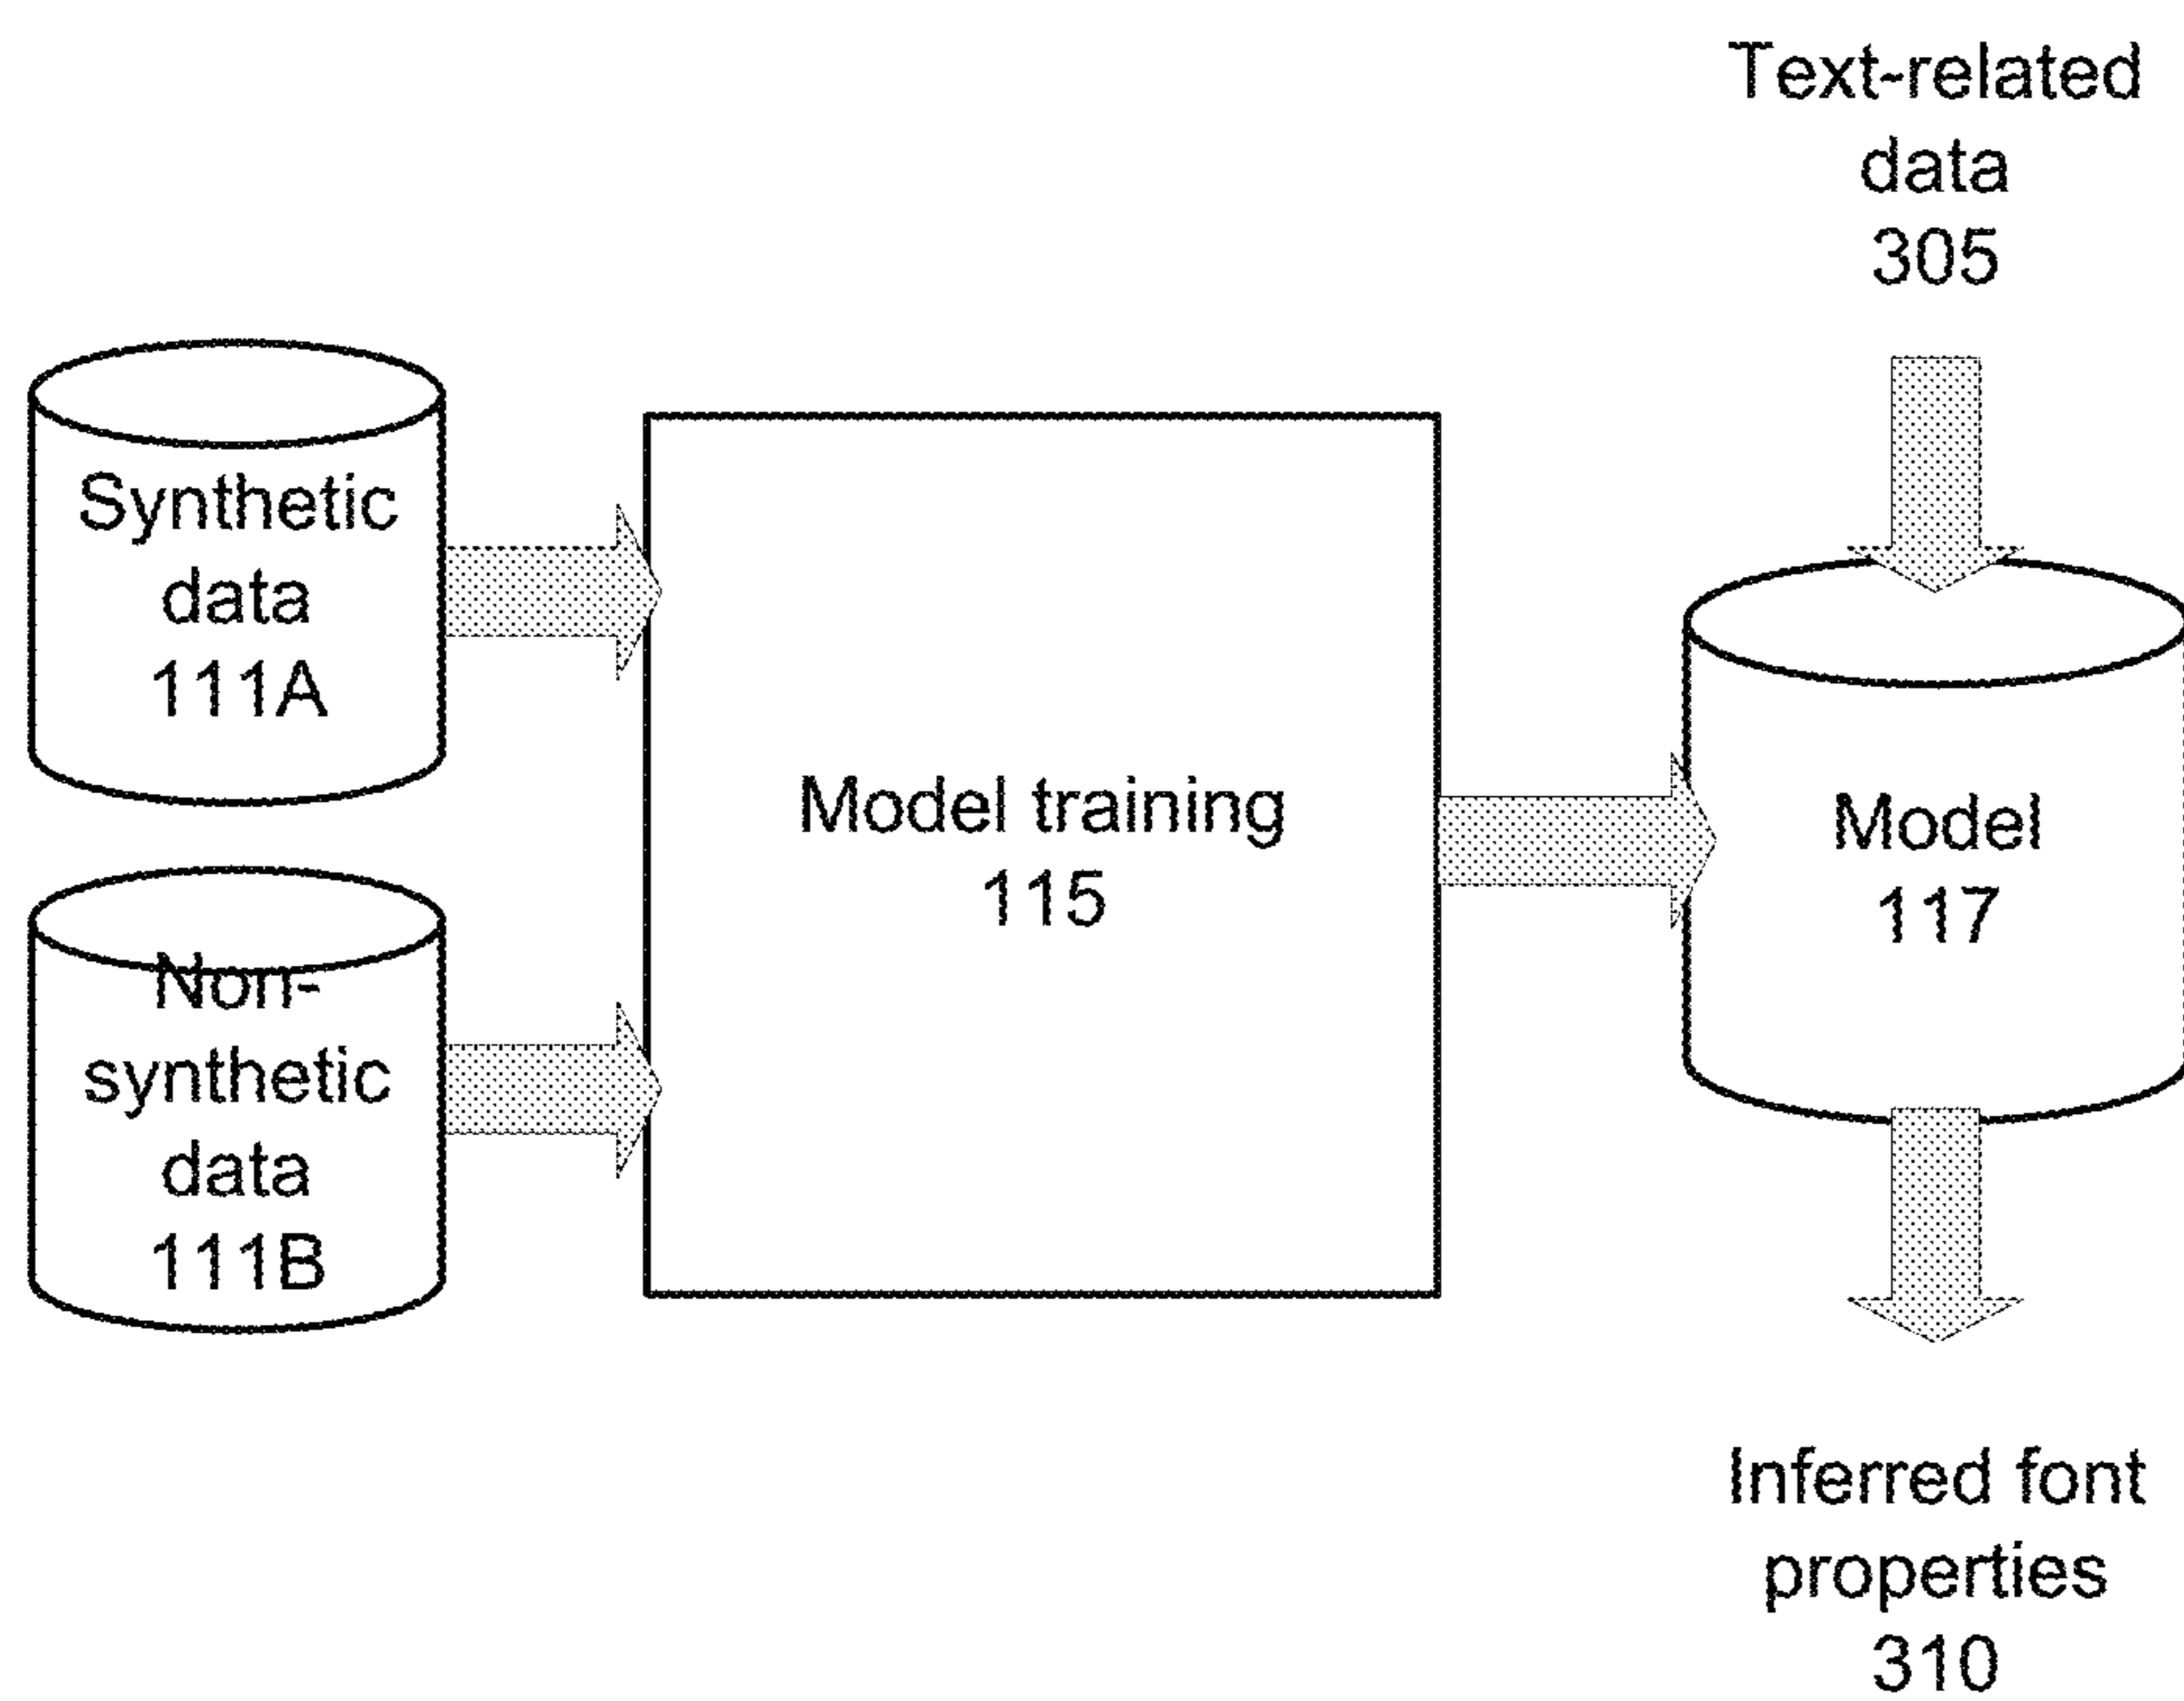 Text-related
data
305
Synthetic
data
111A
Non-
synthetic
data
111B
Model training
115
Model
117
Inferred font
properties
310